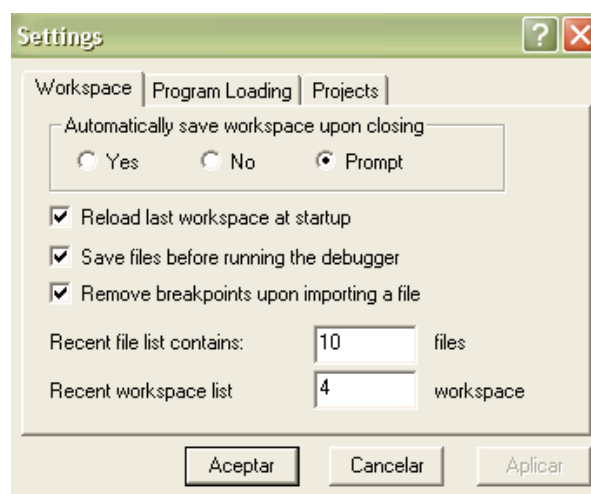 Settings
Workspace Program Loading Projects
Automatically save workspace upon closing
Yes No Prompt
Reload last workspace at startup
Save files before running the debugger
Remove breakpoints upon importing a file
Recent file list contains: 10 files
Recent workspace list 4 workspace
Aceptar Cancelar Aplicar